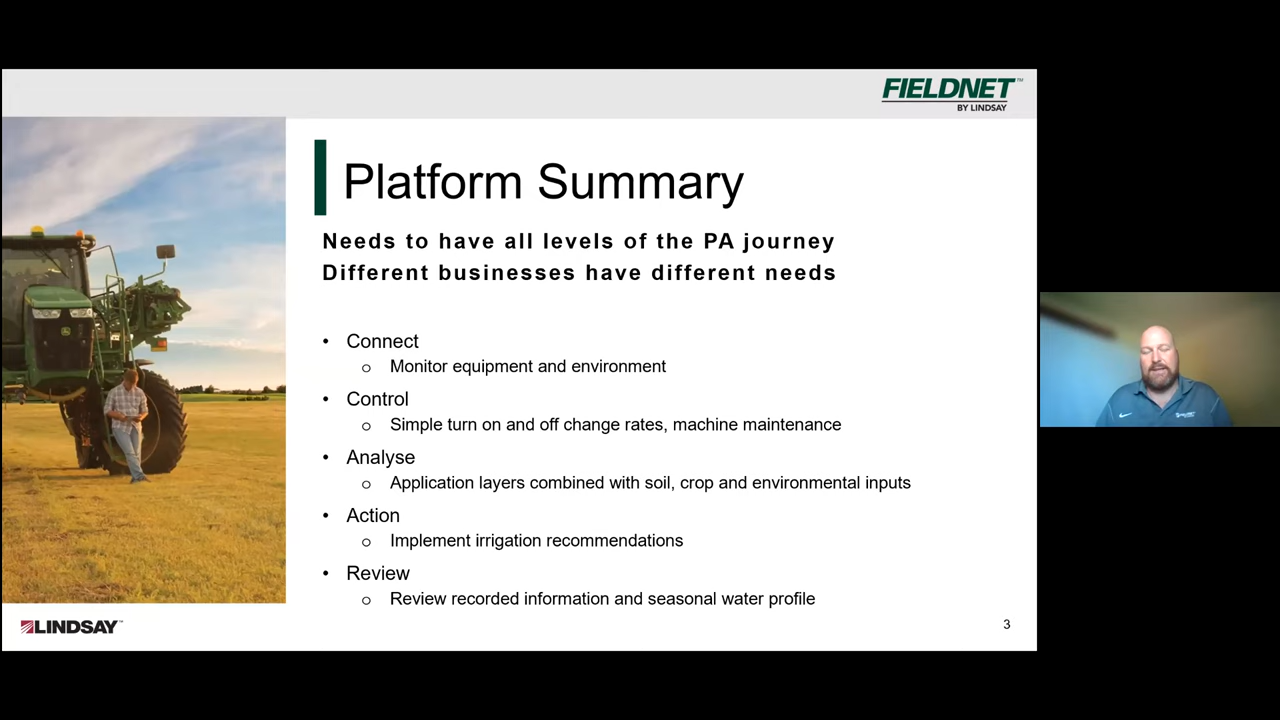 FIELDNET™
BY LINDSAY
Platform Summary
Needs to have all levels of the PA journey
Different businesses have different needs
• Connect
o Monitor equipment and environment
• Control
o Simple turn on and off change rates, machine maintenance
• Analyse
o Application layers combined with soil, crop and environmental inputs
• Action
o Implement irrigation recommendations
• Review
o Review recorded information and seasonal water profile
LINDSAY™
3